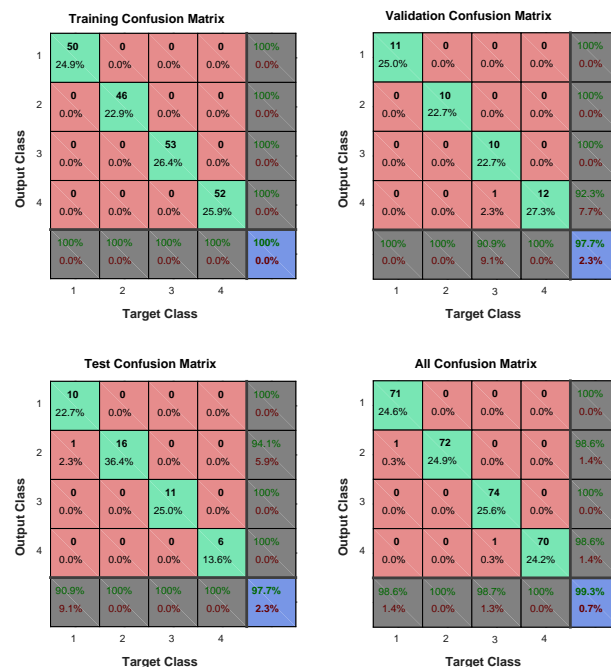 Training Confusion Matrix
1 50 0 0 0 100%
24.9% 0.0% 0.0% 0.0% 0.0%
2 0 46 0 0 100%
0.0% 22.9% 0.0% 0.0% 0.0%
3 0 0 53 0 100%
0.0% 0.0% 26.4% 0.0% 0.0%
4 0 0 0 52 100%
0.0% 0.0% 0.0% 25.9% 0.0%
100% 100% 100% 100% 100%
0.0% 0.0% 0.0% 0.0% 0.0%
1 2 3 4
Target Class
Output Class
Validation Confusion Matrix
1 11 0 0 0 100%
25.0% 0.0% 0.0% 0.0% 0.0%
2 0 10 0 0 100%
0.0% 22.7% 0.0% 0.0% 0.0%
3 0 0 10 0 100%
0.0% 0.0% 22.7% 0.0% 0.0%
4 0 0 1 12 92.3%
0.0% 0.0% 2.3% 27.3% 7.7%
100% 100% 90.9% 100% 97.7%
0.0% 0.0% 9.1% 0.0% 2.3%
1 2 3 4
Target Class
Output Class
Test Confusion Matrix
1 10 0 0 0 100%
22.7% 0.0% 0.0% 0.0% 0.0%
2 1 16 0 0 94.1%
2.3% 36.4% 0.0% 0.0% 5.9%
3 0 0 11 0 100%
0.0% 0.0% 25.0% 0.0% 0.0%
4 0 0 0 6 100%
0.0% 0.0% 0.0% 13.6% 0.0%
90.9% 100% 100% 100% 97.7%
9.1% 0.0% 0.0% 0.0% 2.3%
1 2 3 4
Target Class
Output Class
All Confusion Matrix
1 71 0 0 0 100%
24.6% 0.0% 0.0% 0.0% 0.0%
2 1 72 0 0 98.6%
0.3% 24.9% 0.0% 0.0% 1.4%
3 0 0 74 0 100%
0.0% 0.0% 25.6% 0.0% 0.0%
4 0 0 1 70 98.6%
0.0% 0.0% 0.3% 24.2% 1.4%
98.6% 100% 98.7% 100% 99.3%
1.4% 0.0% 1.3% 0.0% 0.7%
1 2 3 4
Target Class
Output Class